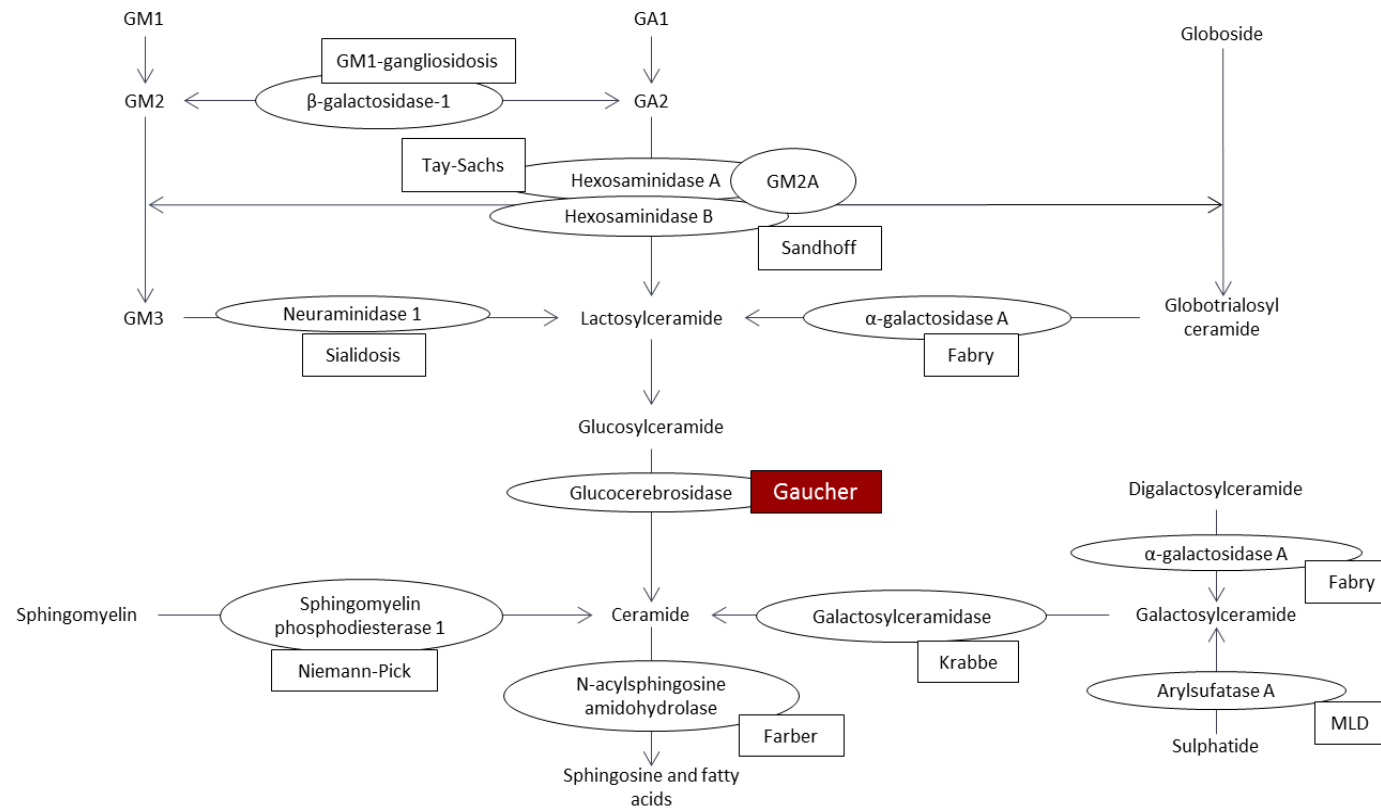 GM1
GA1
Globoside
GM1-gangliosidosis
GM2
β-galactosidase-1
GA2
Tay-Sachs
Hexosaminidase A
GM2A
Hexosaminidase B
Sandhoff
GM3
Neuraminidase 1
Lactosylceramide
α-galactosidase A
Globotrialosyl
ceramide
Sialidosis
Fabry
Glucosylceramide
Glucocerebrosidase
Gaucher
Digalactosylceramide
α-galactosidase A
Fabry
Sphingomyelin
Sphingomyelin
phosphodiesterase 1
Ceramide
Galactosylceramidase
Galactosylceramide
Niemann-Pick
Krabbe
N-acylsphingosine
amidohydrolase
Arylsufatase A
Farber
MLD
Sulphatide
Sphingosine and fatty
acids